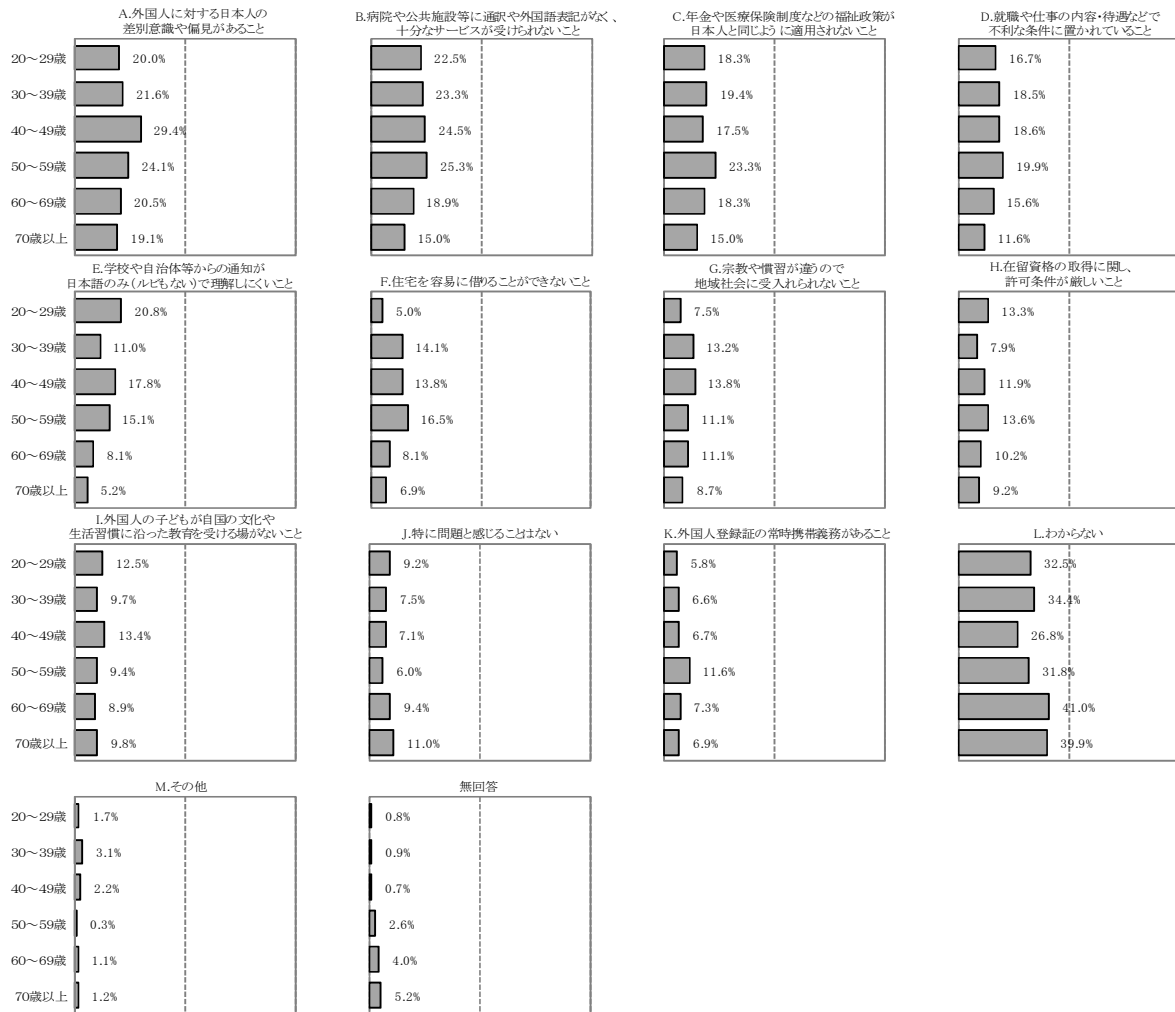 A.外国人に対する日本人の
差別意識や偏見があること
20～29歳 20.0%
30～39歳 21.6%
40～49歳 29.4%
50～59歳 24.1%
60～69歳 20.5%
70歳以上 19.1%
B.病院や公共施設等に通訳や外国語表記がなく、
十分なサービスが受けられないこと
22.5%
23.3%
24.5%
25.3%
18.9%
15.0%
C.年金や医療保険制度などの福祉政策が
日本人と同じように適用されないこと
18.3%
19.4%
17.5%
23.3%
18.3%
15.0%
D.就職や仕事の内容・待遇などで
不利な条件に置かれていること
16.7%
18.5%
18.6%
19.9%
15.6%
11.6%
E.学校や自治体等からの通知が
日本語のみ(ルビもない)で理解しにくいこと
20～29歳 20.8%
30～39歳 11.0%
40～49歳 17.8%
50～59歳 15.1%
60～69歳 8.1%
70歳以上 5.2%
F.住宅を容易に借りることができないこと
5.0%
14.1%
13.8%
16.5%
8.1%
6.9%
G.宗教や慣習が違うので
地域社会に受入れられないこと
7.5%
13.2%
13.8%
11.1%
11.1%
8.7%
H.在留資格の取得に関し、
許可条件が厳しいこと
13.3%
7.9%
11.9%
13.6%
10.2%
9.2%
I.外国人の子どもが自国の文化や
生活習慣に沿った教育を受ける場がないこと
20～29歳 12.5%
30～39歳 9.7%
40～49歳 13.4%
50～59歳 9.4%
60～69歳 8.9%
70歳以上 9.8%
J.特に問題と感じることはない
9.2%
7.5%
7.1%
6.0%
9.4%
11.0%
K.外国人登録証の常時携帯義務があること
5.8%
6.6%
6.7%
11.6%
7.3%
6.9%
L.わからない
32.5%
34.4%
26.8%
31.8%
41.0%
39.9%
M.その他
20～29歳 1.7%
30～39歳 3.1%
40～49歳 2.2%
50～59歳 0.3%
60～69歳 1.1%
70歳以上 1.2%
無回答
0.8%
0.9%
0.7%
2.6%
4.0%
5.2%